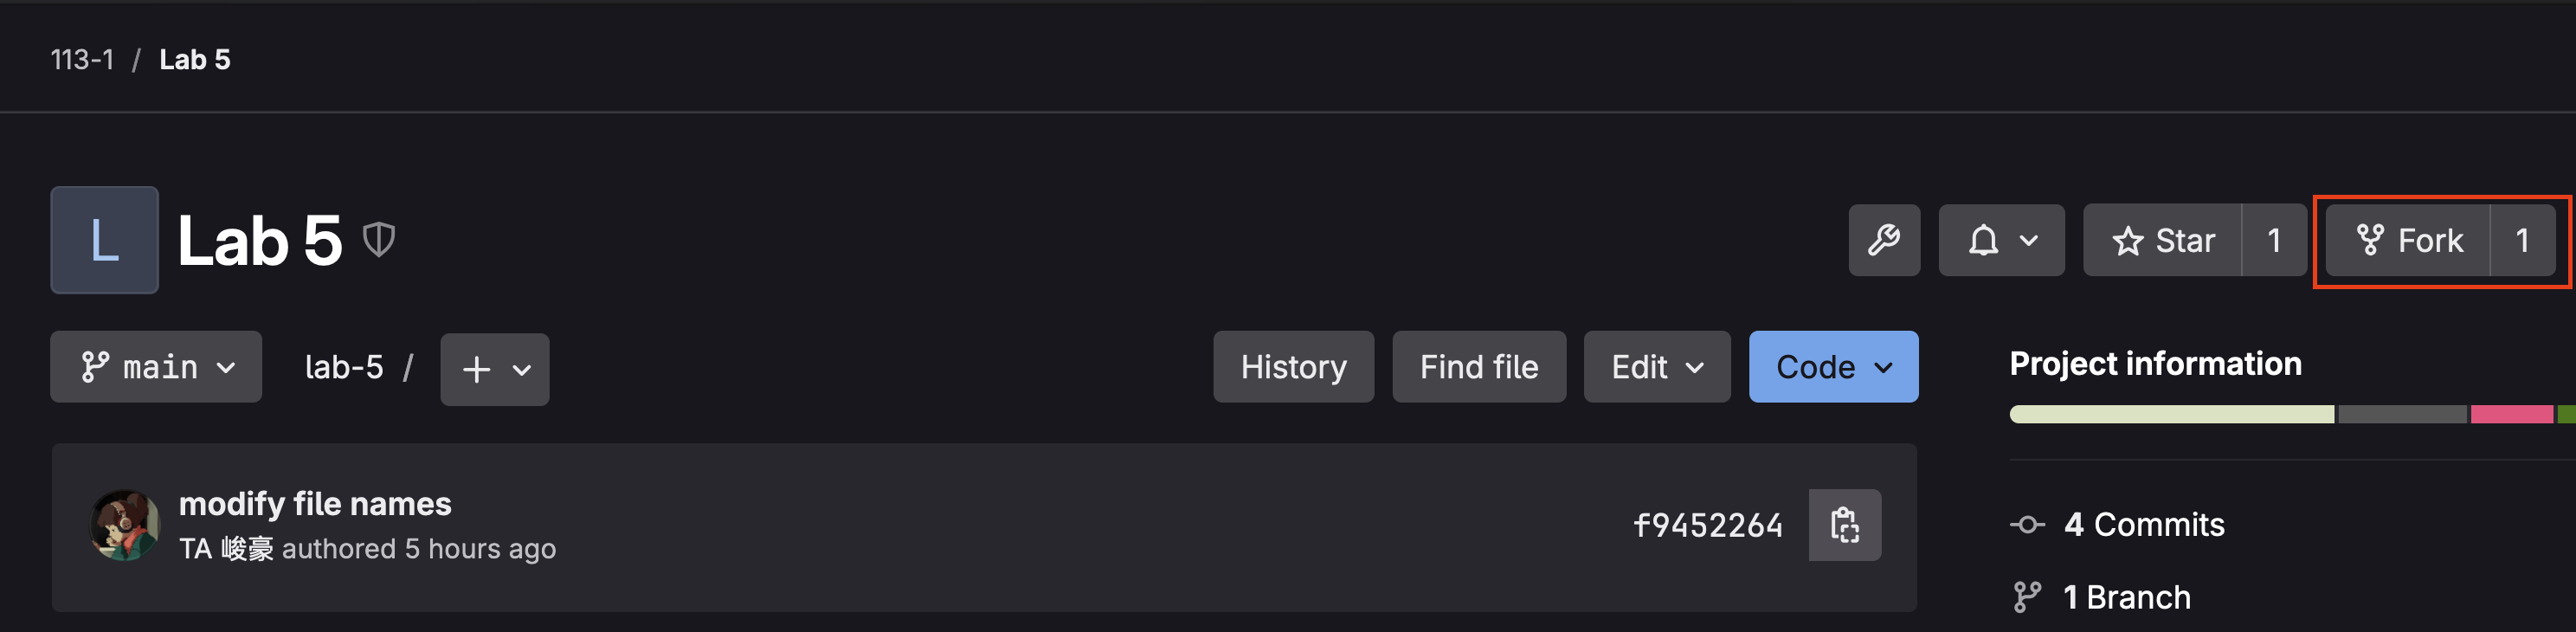 113-1 / Lab 5
L Lab 5
Star 1 Fork 1
main lab-5 / + History Find file Edit Code
Project information
modify file names
TA 峻豪 authored 5 hours ago
f9452264
4 Commits
1 Branch